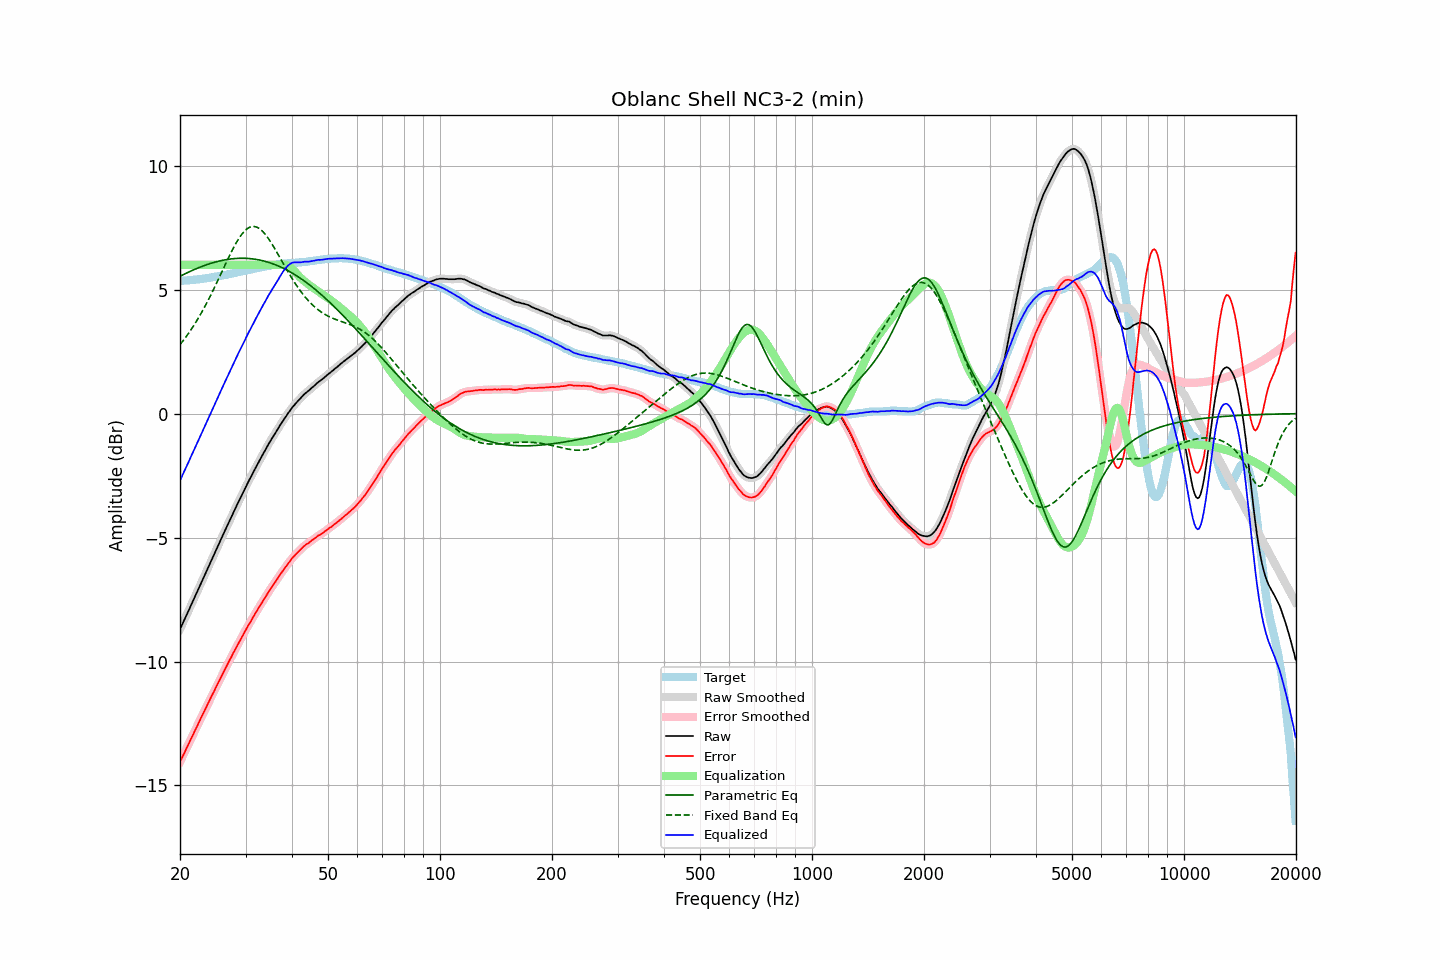 Oblanc Shell NC3-2 (min)
10
5
0
−5
−10
−15
Amplitude (dBr)
Target
Raw Smoothed
Error Smoothed
Raw
Error
Equalization
Parametric Eq
Fixed Band Eq
Equalized
20 50 100 200 500 1000 2000 5000 10000 20000
Frequency (Hz)